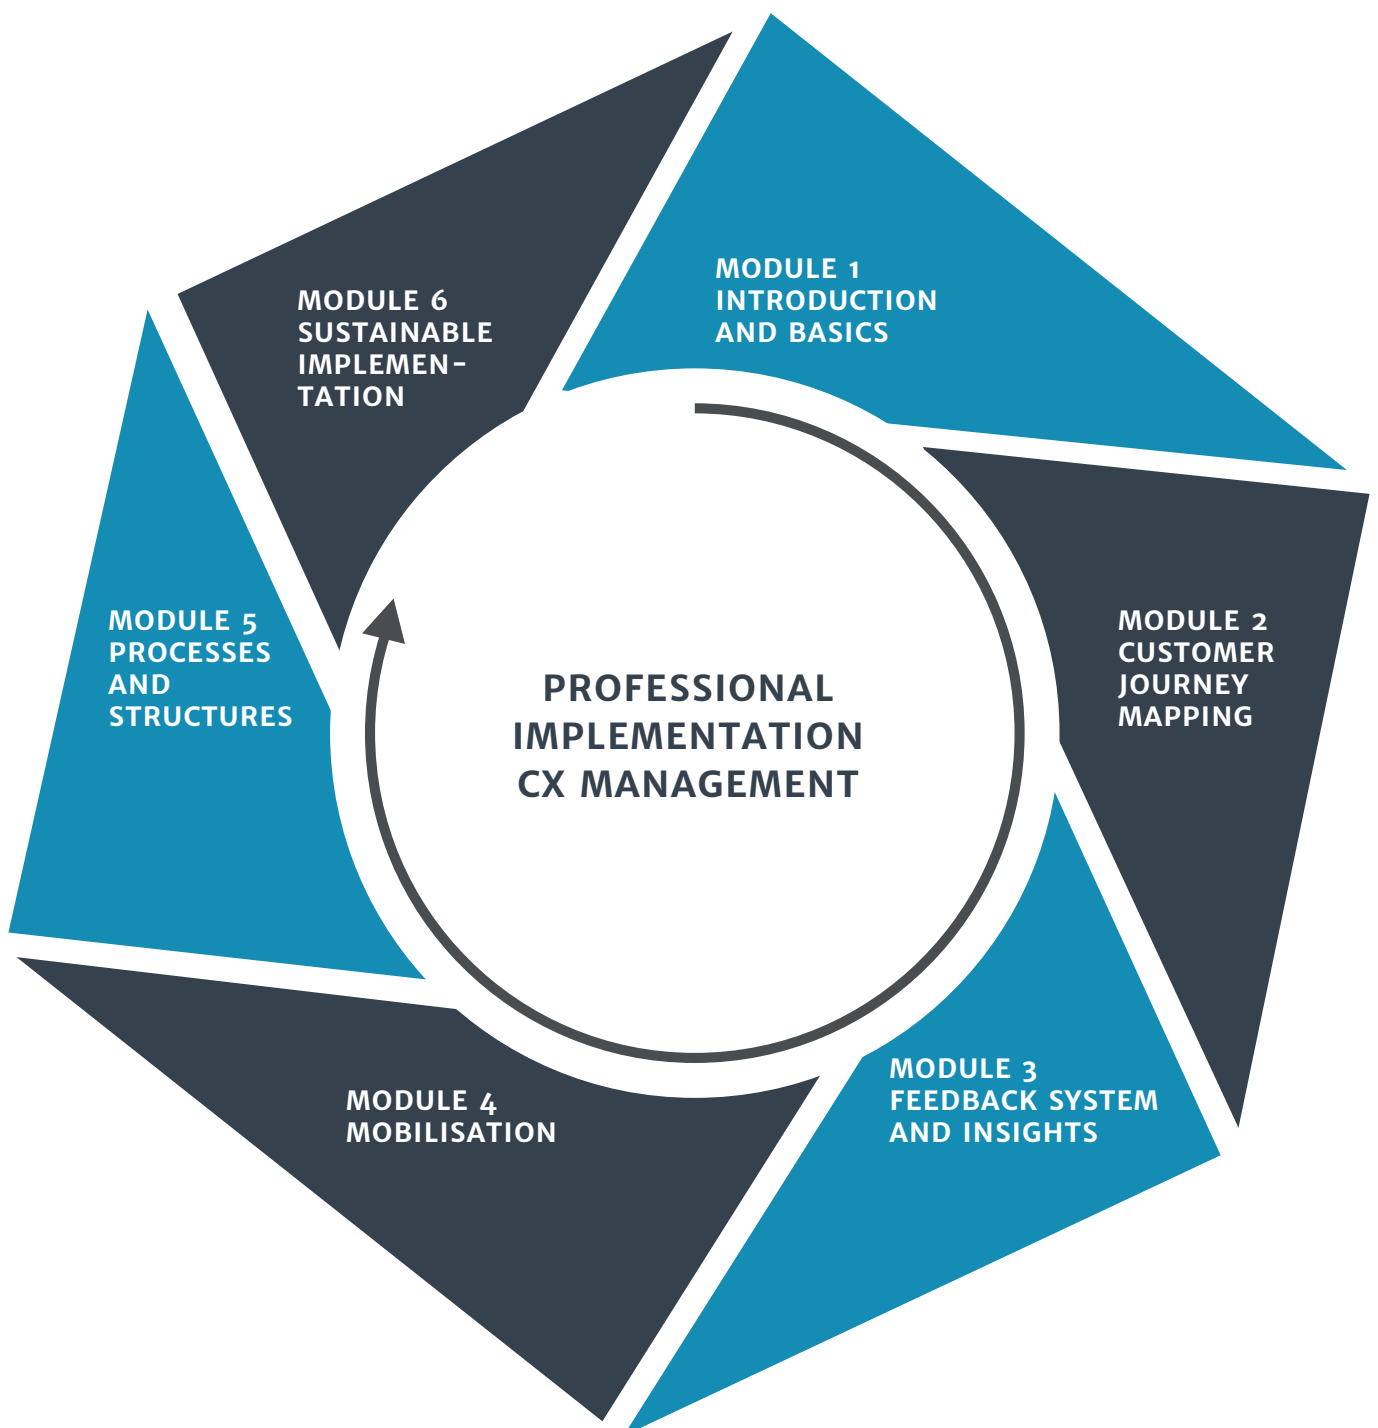 MODULE 1
INTRODUCTION
AND BASICS
MODULE 2
CUSTOMER
JOURNEY
MAPPING
MODULE 3
FEEDBACK SYSTEM
AND INSIGHTS
MODULE 4
MOBILISATION
MODULE 5
PROCESSES
AND
STRUCTURES
MODULE 6
SUSTAINABLE
IMPLEMEN-
TATION
PROFESSIONAL
IMPLEMENTATION
CX MANAGEMENT